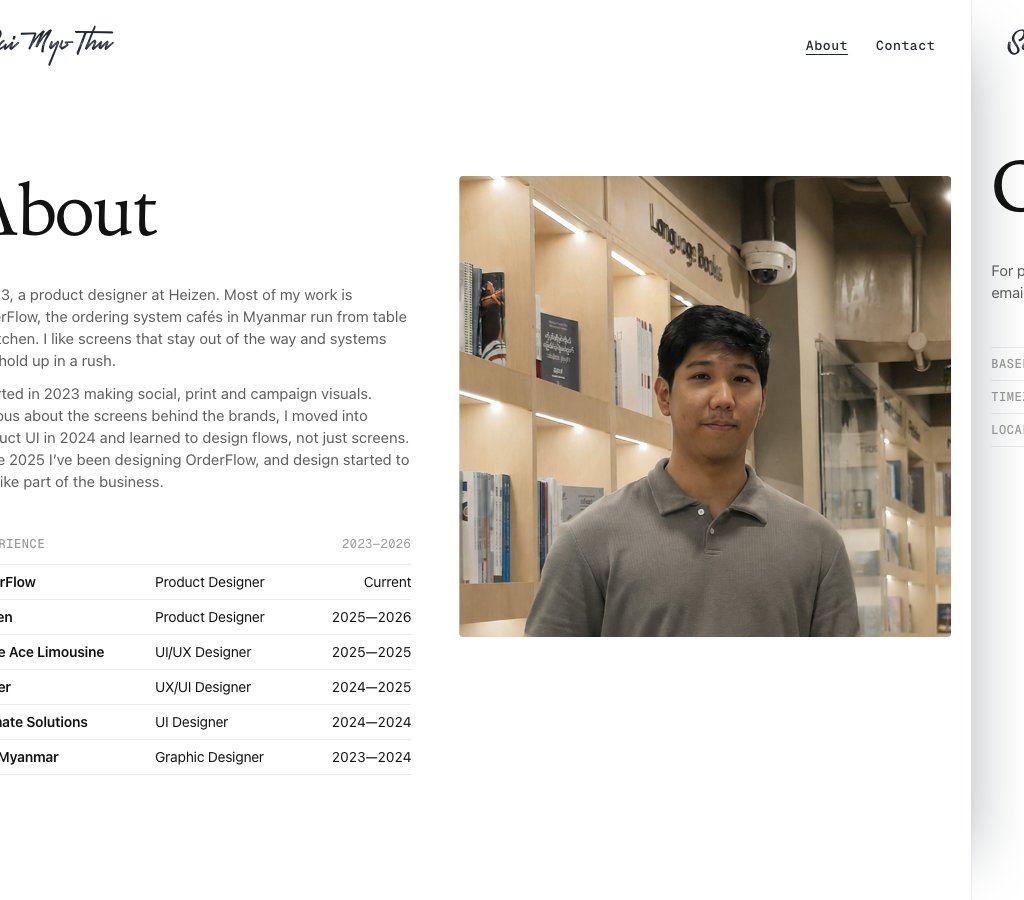 ai Myo Thu
About
Contact
About
3, a product designer at Heizen. Most of my work is
erFlow, the ordering system cafés in Myanmar run from table
tchen. I like screens that stay out of the way and systems
hold up in a rush.
rted in 2023 making social, print and campaign visuals.
ous about the screens behind the brands, I moved into
uct UI in 2024 and learned to design flows, not just screens.
e 2025 I’ve been designing OrderFlow, and design started to
like part of the business.
RIENCE 2023–2026
rFlow Product Designer Current
en Product Designer 2025—2026
e Ace Limousine UI/UX Designer 2025—2025
er UX/UI Designer 2024—2025
nate Solutions UI Designer 2024—2024
Myanmar Graphic Designer 2023—2024
Language Books
For p
emai
BASE
TIME
LOCA